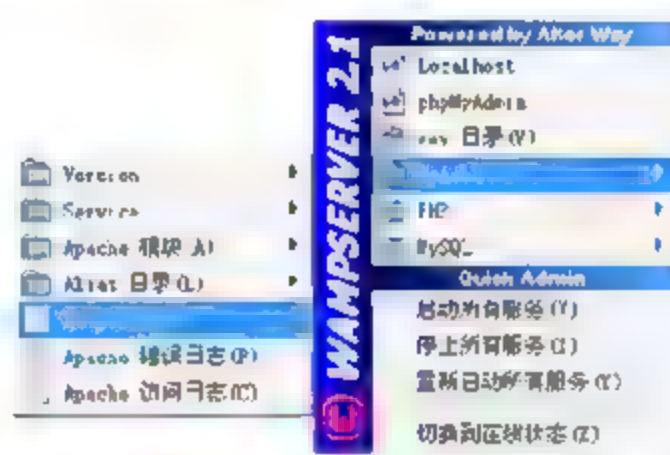 Version
Service
Apache 模块
Alias 目录(L)
Apache 错误日志(P)
Apache 访问日志(C)
WAMPSERVER 2.1
Powered by Alter Way
Localhost
phpMyAdmin
www 目录(Y)
PHP
MySQL
Quick Admin
启动所有服务(Y)
停止所有服务
重新启动所有服务
切换到在线状态(Z)